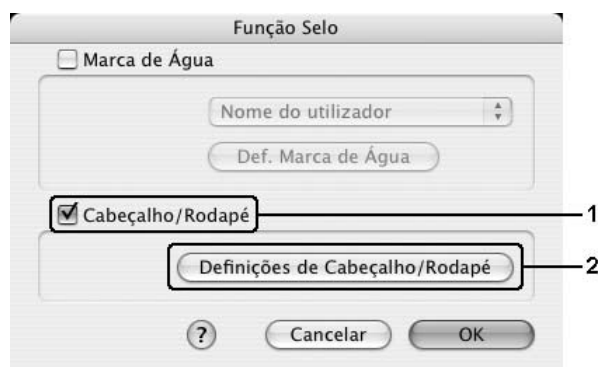 Função Selo
Marca de Água
Nome do utilizador
Def. Marca de Água
Cabeçalho/Rodapé
1
Definições de Cabeçalho/Rodapé
2
?
Cancelar
OK